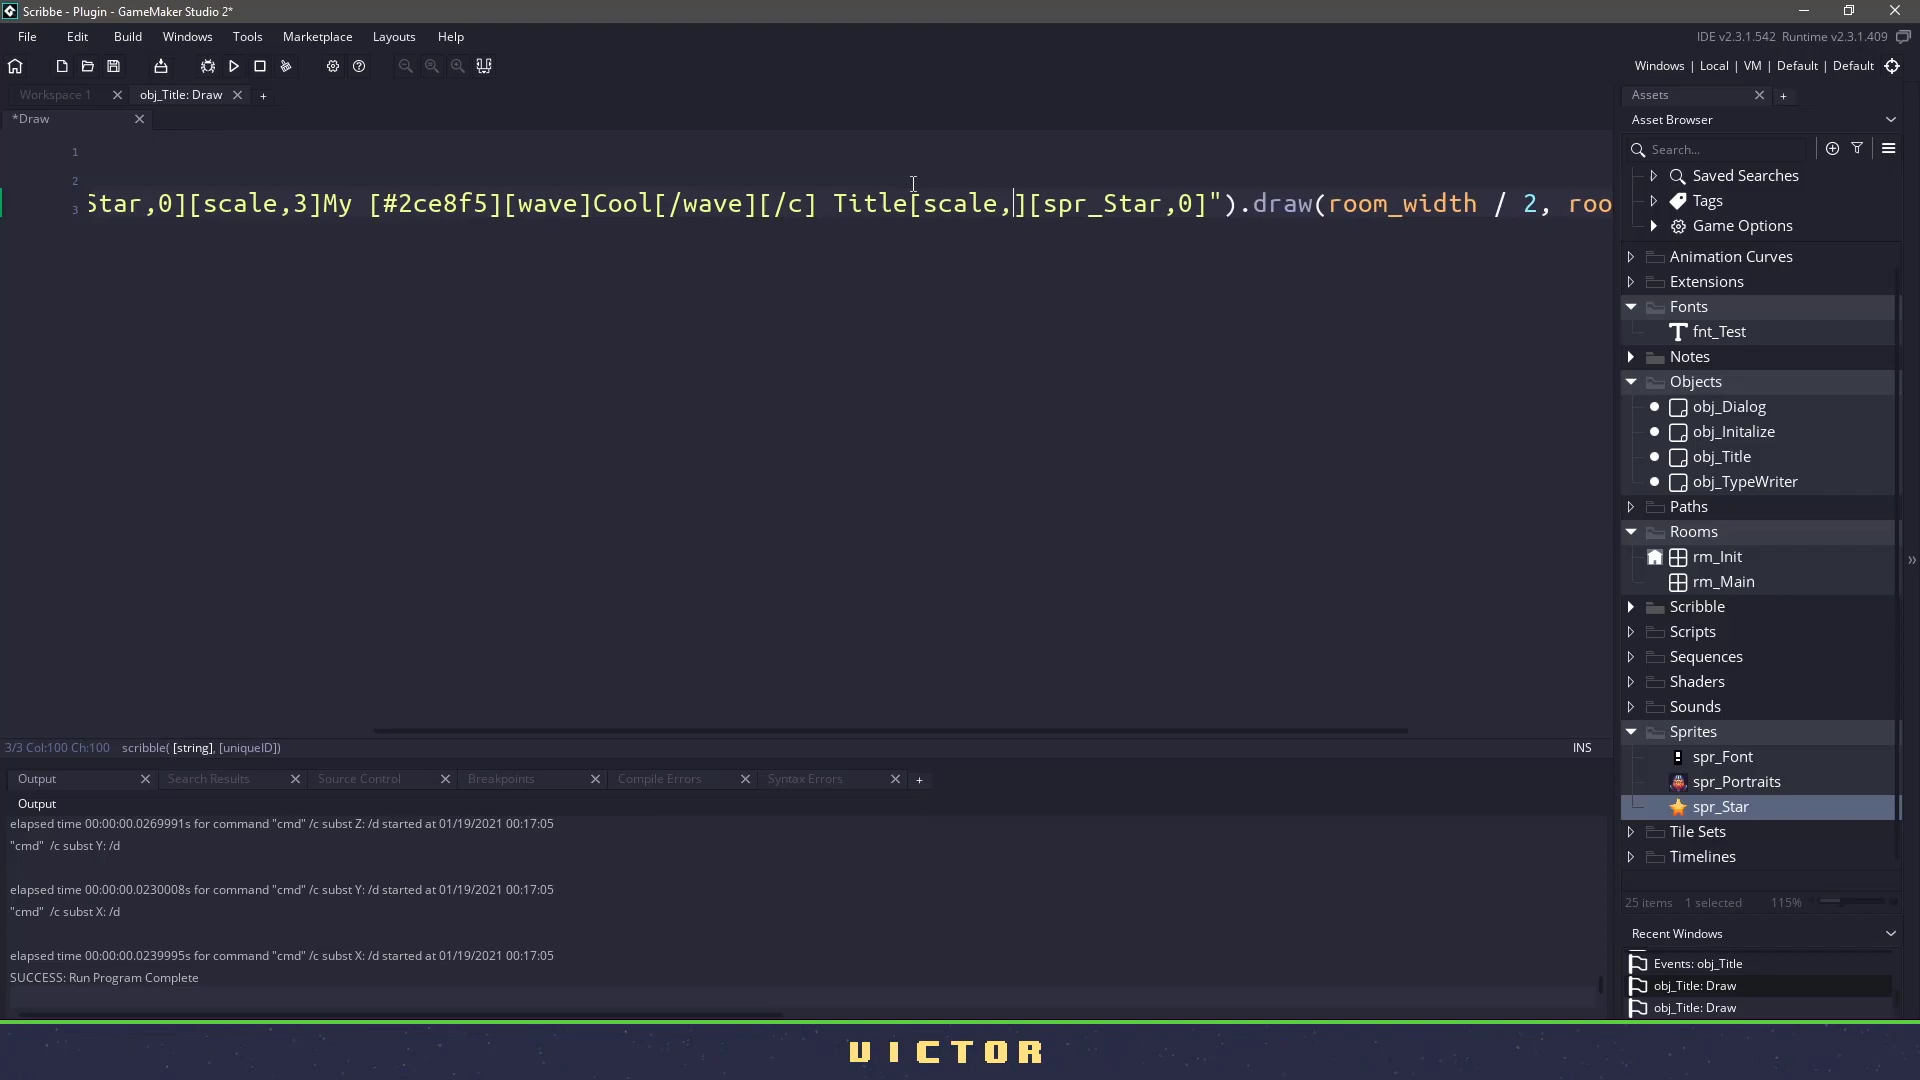 Scribbe - Plugin - GameMaker Studio 2*
File Edit Build Windows Tools Marketplace Layouts Help
IDE v2.3.1.542 Runtime v2.3.1.409
Windows | Local | VM | Default | Default
Workspace 1 obj_Title: Draw
*Draw
1
2
3
Star,0][scale,3]My [#2ce8f5][wave]Cool[/wave][/c] Title[scale,][spr_Star,0]").draw(room_width / 2, roo
3/3 Col:100 Ch:100 scribble( [string], [uniqueID])
INS
Output Search Results Source Control Breakpoints Compile Errors Syntax Errors
Output
elapsed time 00:00:00.0269991s for command "cmd" /c subst Z: /d started at 01/19/2021 00:17:05
"cmd" /c subst Y: /d
elapsed time 00:00:00.0230008s for command "cmd" /c subst Y: /d started at 01/19/2021 00:17:05
"cmd" /c subst X: /d
elapsed time 00:00:00.0239995s for command "cmd" /c subst X: /d started at 01/19/2021 00:17:05
SUCCESS: Run Program Complete
Assets
Asset Browser
Search...
Saved Searches
Tags
Game Options
Animation Curves
Extensions
Fonts
fnt_Test
Notes
Objects
obj_Dialog
obj_Initalize
obj_Title
obj_TypeWriter
Paths
Rooms
rm_Init
rm_Main
Scribble
Scripts
Sequences
Shaders
Sounds
Sprites
spr_Font
spr_Portraits
spr_Star
Tile Sets
Timelines
25 items 1 selected 115%
Recent Windows
Events: obj_Title
obj_Title: Draw
obj_Title: Draw
VICTOR